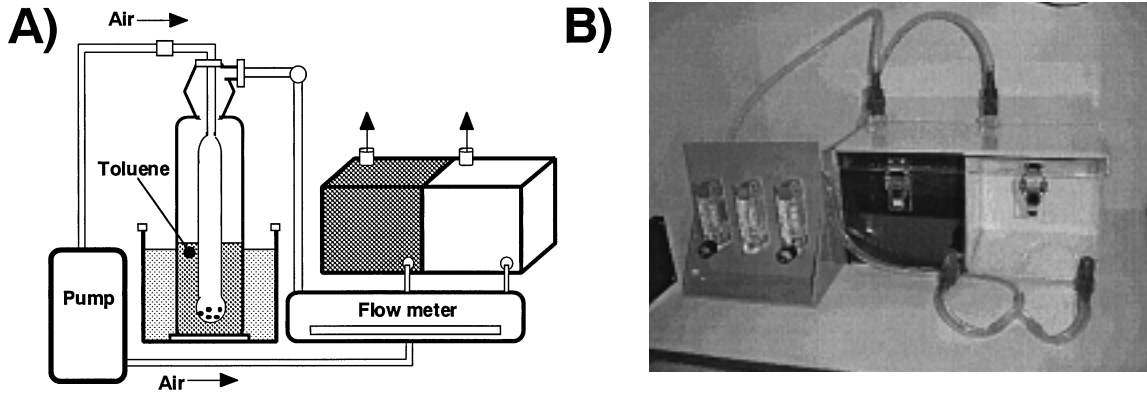 A)
Air
Toluene
Pump
Flow meter
Air
B)